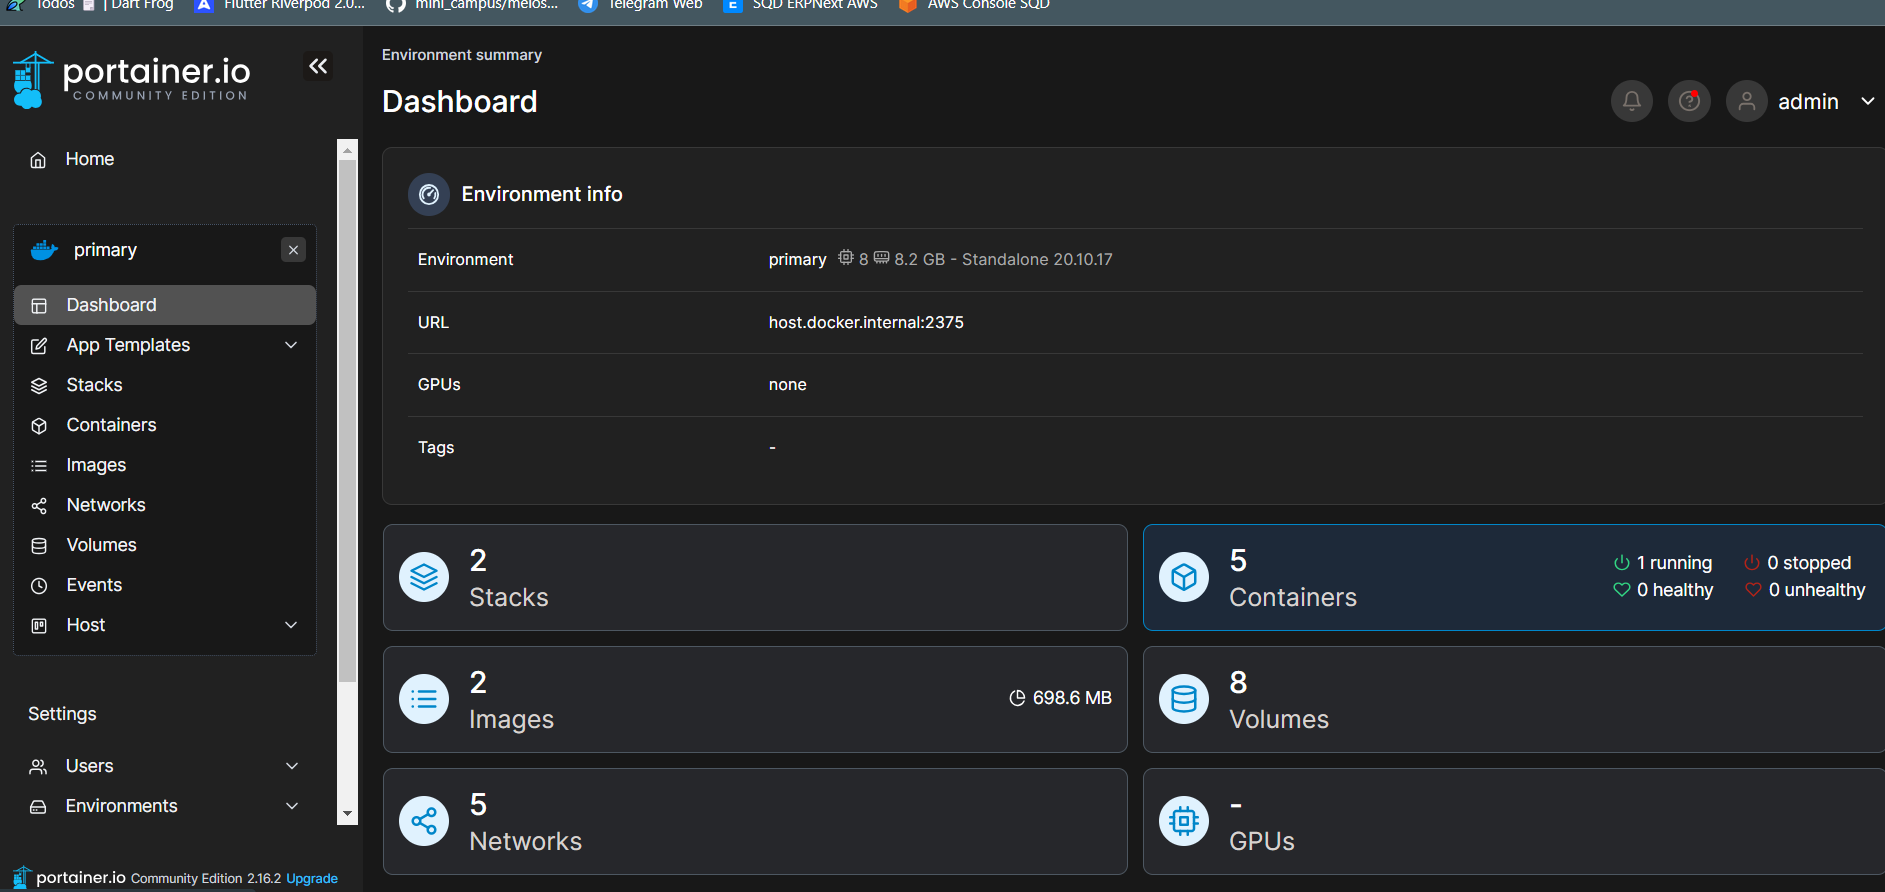 Todos
| Dart Frog
Flutter Riverpod 2.0...
mini_campus/melos...
Telegram Web
SQD ERPNext AWS
AWS Console SQD
portainer.io
COMMUNITY EDITION
Home
primary
Dashboard
App Templates
Stacks
Containers
Images
Networks
Volumes
Events
Host
Settings
Users
Environments
portainer.io Community Edition 2.16.2 Upgrade
Environment summary
Dashboard
admin
Environment info
Environment primary 8 8.2 GB - Standalone 20.10.17
URL host.docker.internal:2375
GPUs none
Tags -
2
Stacks
5
Containers
1 running 0 stopped
0 healthy 0 unhealthy
2
Images
698.6 MB
8
Volumes
5
Networks
-
GPUs